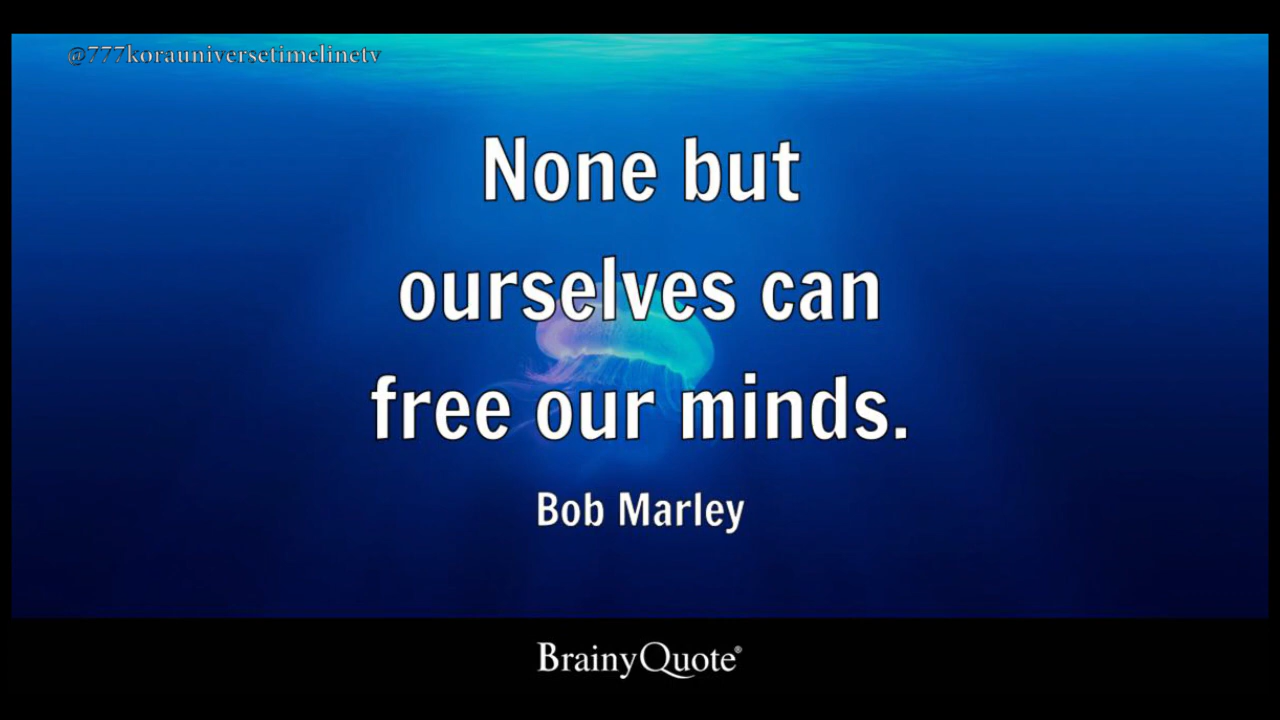 @777korauniversetimelinetv
None but
ourselves can
free our minds.
Bob Marley
BrainyQuote®